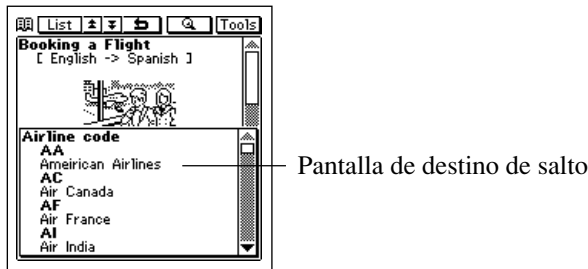 List Tools
Booking a Flight
[ English -> Spanish ]
Airline code
AA
Ameirican Airlines
AC
Air Canada
AF
Air France
AI
Air India
Pantalla de destino de salto